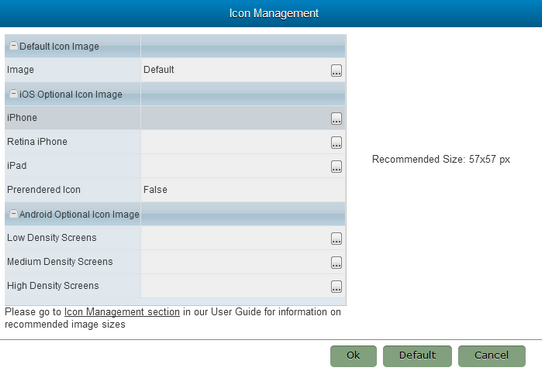 Icon Management
Default Icon Image
Image Default ...
iOS Optional Icon Image
iPhone ...
Retina iPhone ...
iPad ...
Prerendered Icon False
Android Optional Icon Image
Low Density Screens ...
Medium Density Screens ...
High Density Screens ...
Recommended Size: 57x57 px
Please go to Icon Management section in our User Guide for information on
recommended image sizes
Ok Default Cancel